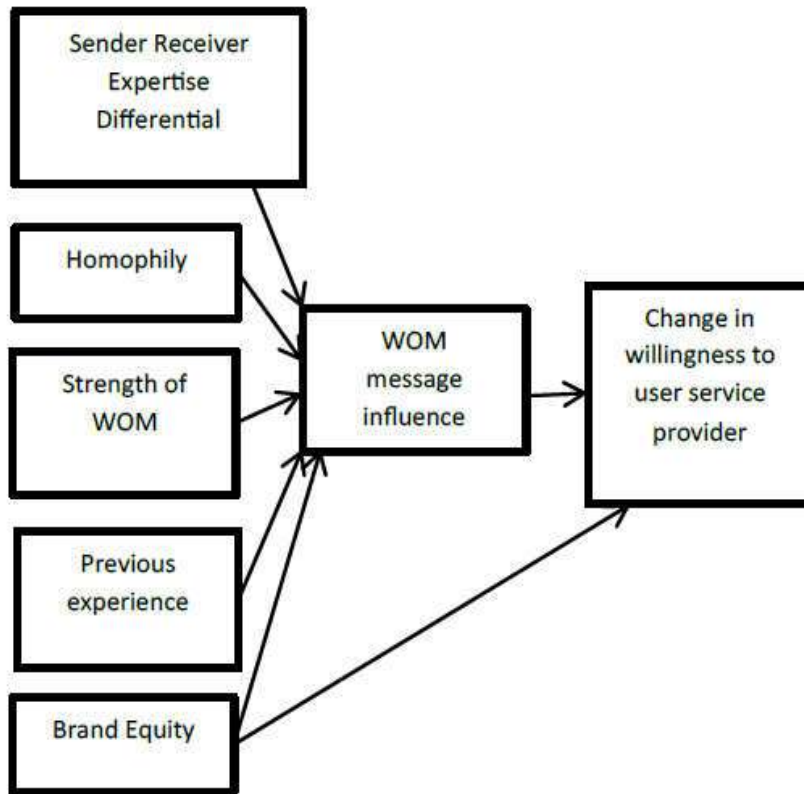 Sender Receiver
Expertise
Differential
Homophily
Strength of
WOM
Previous
experience
Brand Equity
WOM
message
influence
Change in
willingness to
user service
provider